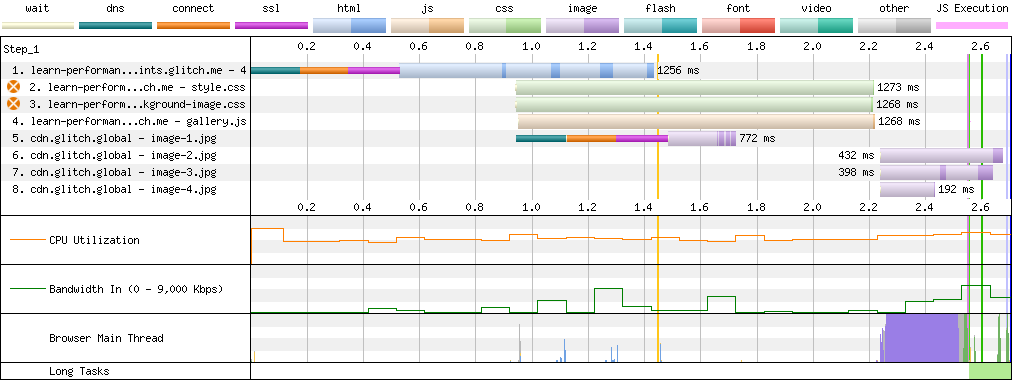 wait dns connect ssl html js css image flash font video other JS Execution
Step_1 0.2 0.4 0.6 0.8 1.0 1.2 1.4 1.6 1.8 2.0 2.2 2.4 2.6
1. learn-performan...ints.glitch.me - 4 1256 ms
2. learn-perform...ch.me - style.css 1273 ms
3. learn-perform...kground-image.css 1268 ms
4. learn-performan...ch.me - gallery.js 1268 ms
5. cdn.glitch.global - image-1.jpg 772 ms
6. cdn.glitch.global - image-2.jpg 432 ms
7. cdn.glitch.global - image-3.jpg 398 ms
8. cdn.glitch.global - image-4.jpg 192 ms
0.2 0.4 0.6 0.8 1.0 1.2 1.4 1.6 1.8 2.0 2.2 2.4 2.6
CPU Utilization
Bandwidth In (0 - 9,000 Kbps)
Browser Main Thread
Long Tasks